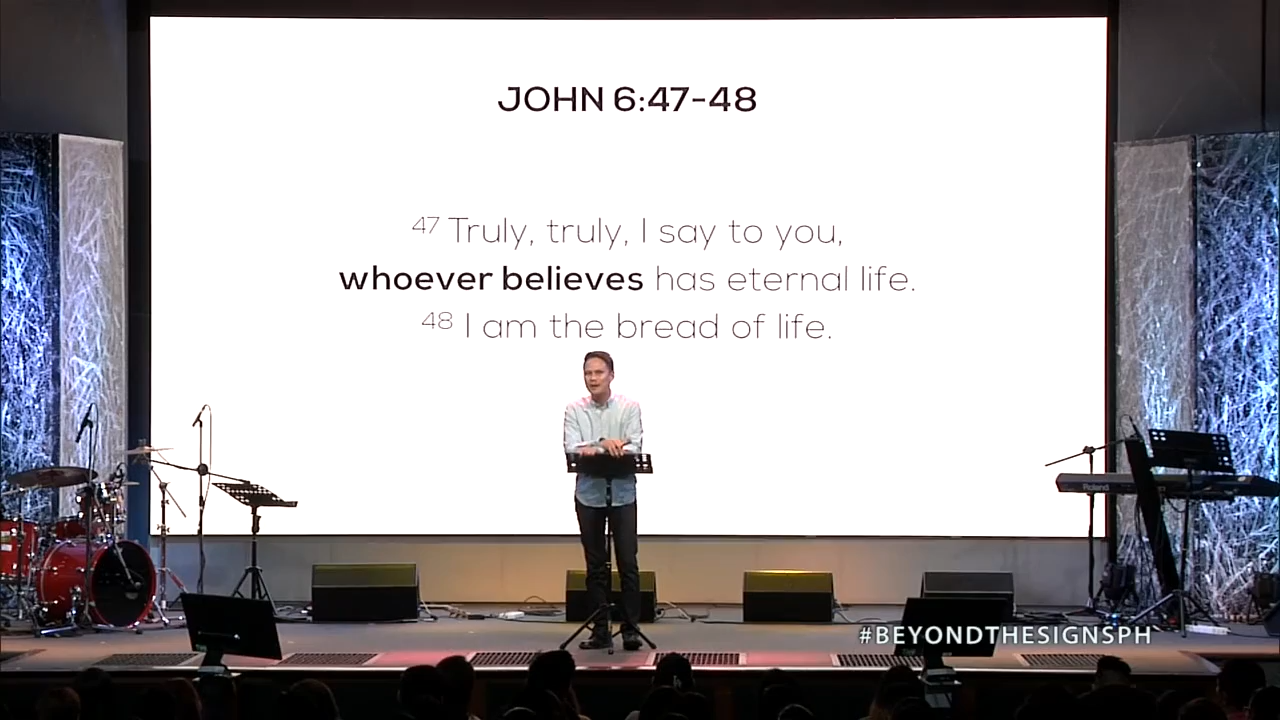 JOHN 6:47-48
47 Truly, truly, I say to you,
whoever believes has eternal life.
48 I am the bread of life.
Roland
#BEYONDTHESIGNSPH